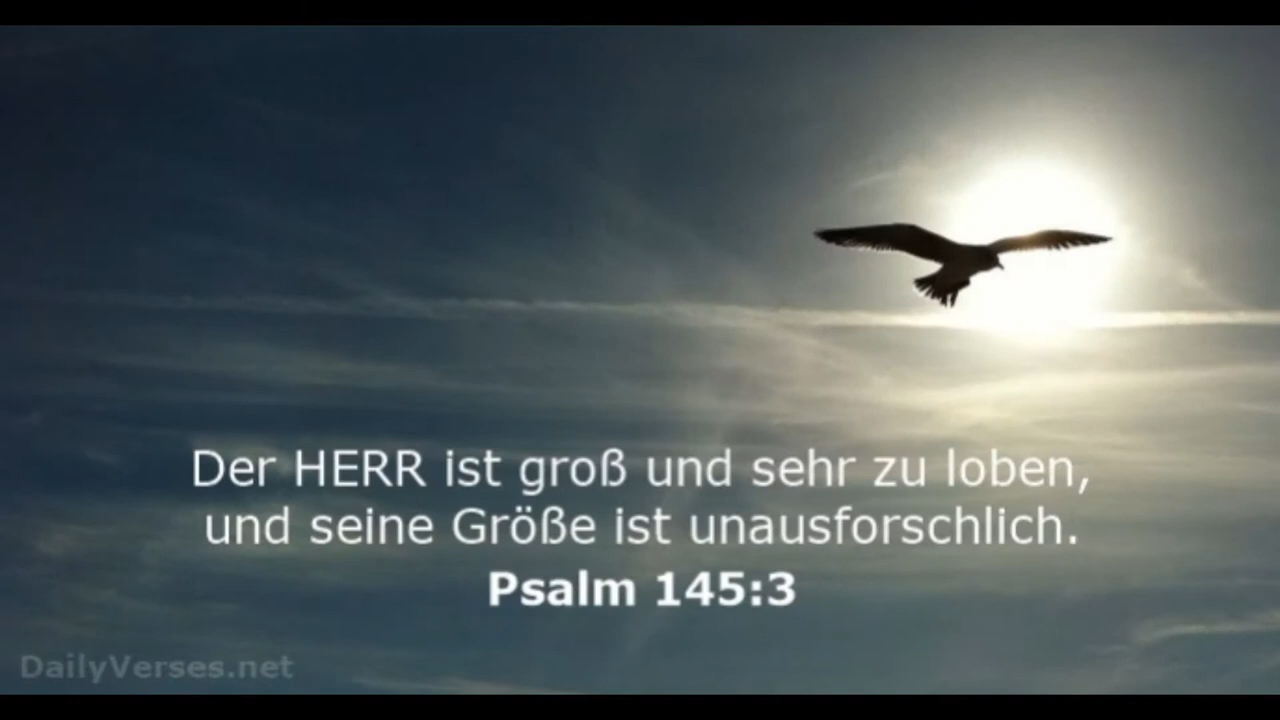 Der HERR ist groß und sehr zu loben,
und seine Größe ist unausforschlich.
Psalm 145:3
DailyVerses.net